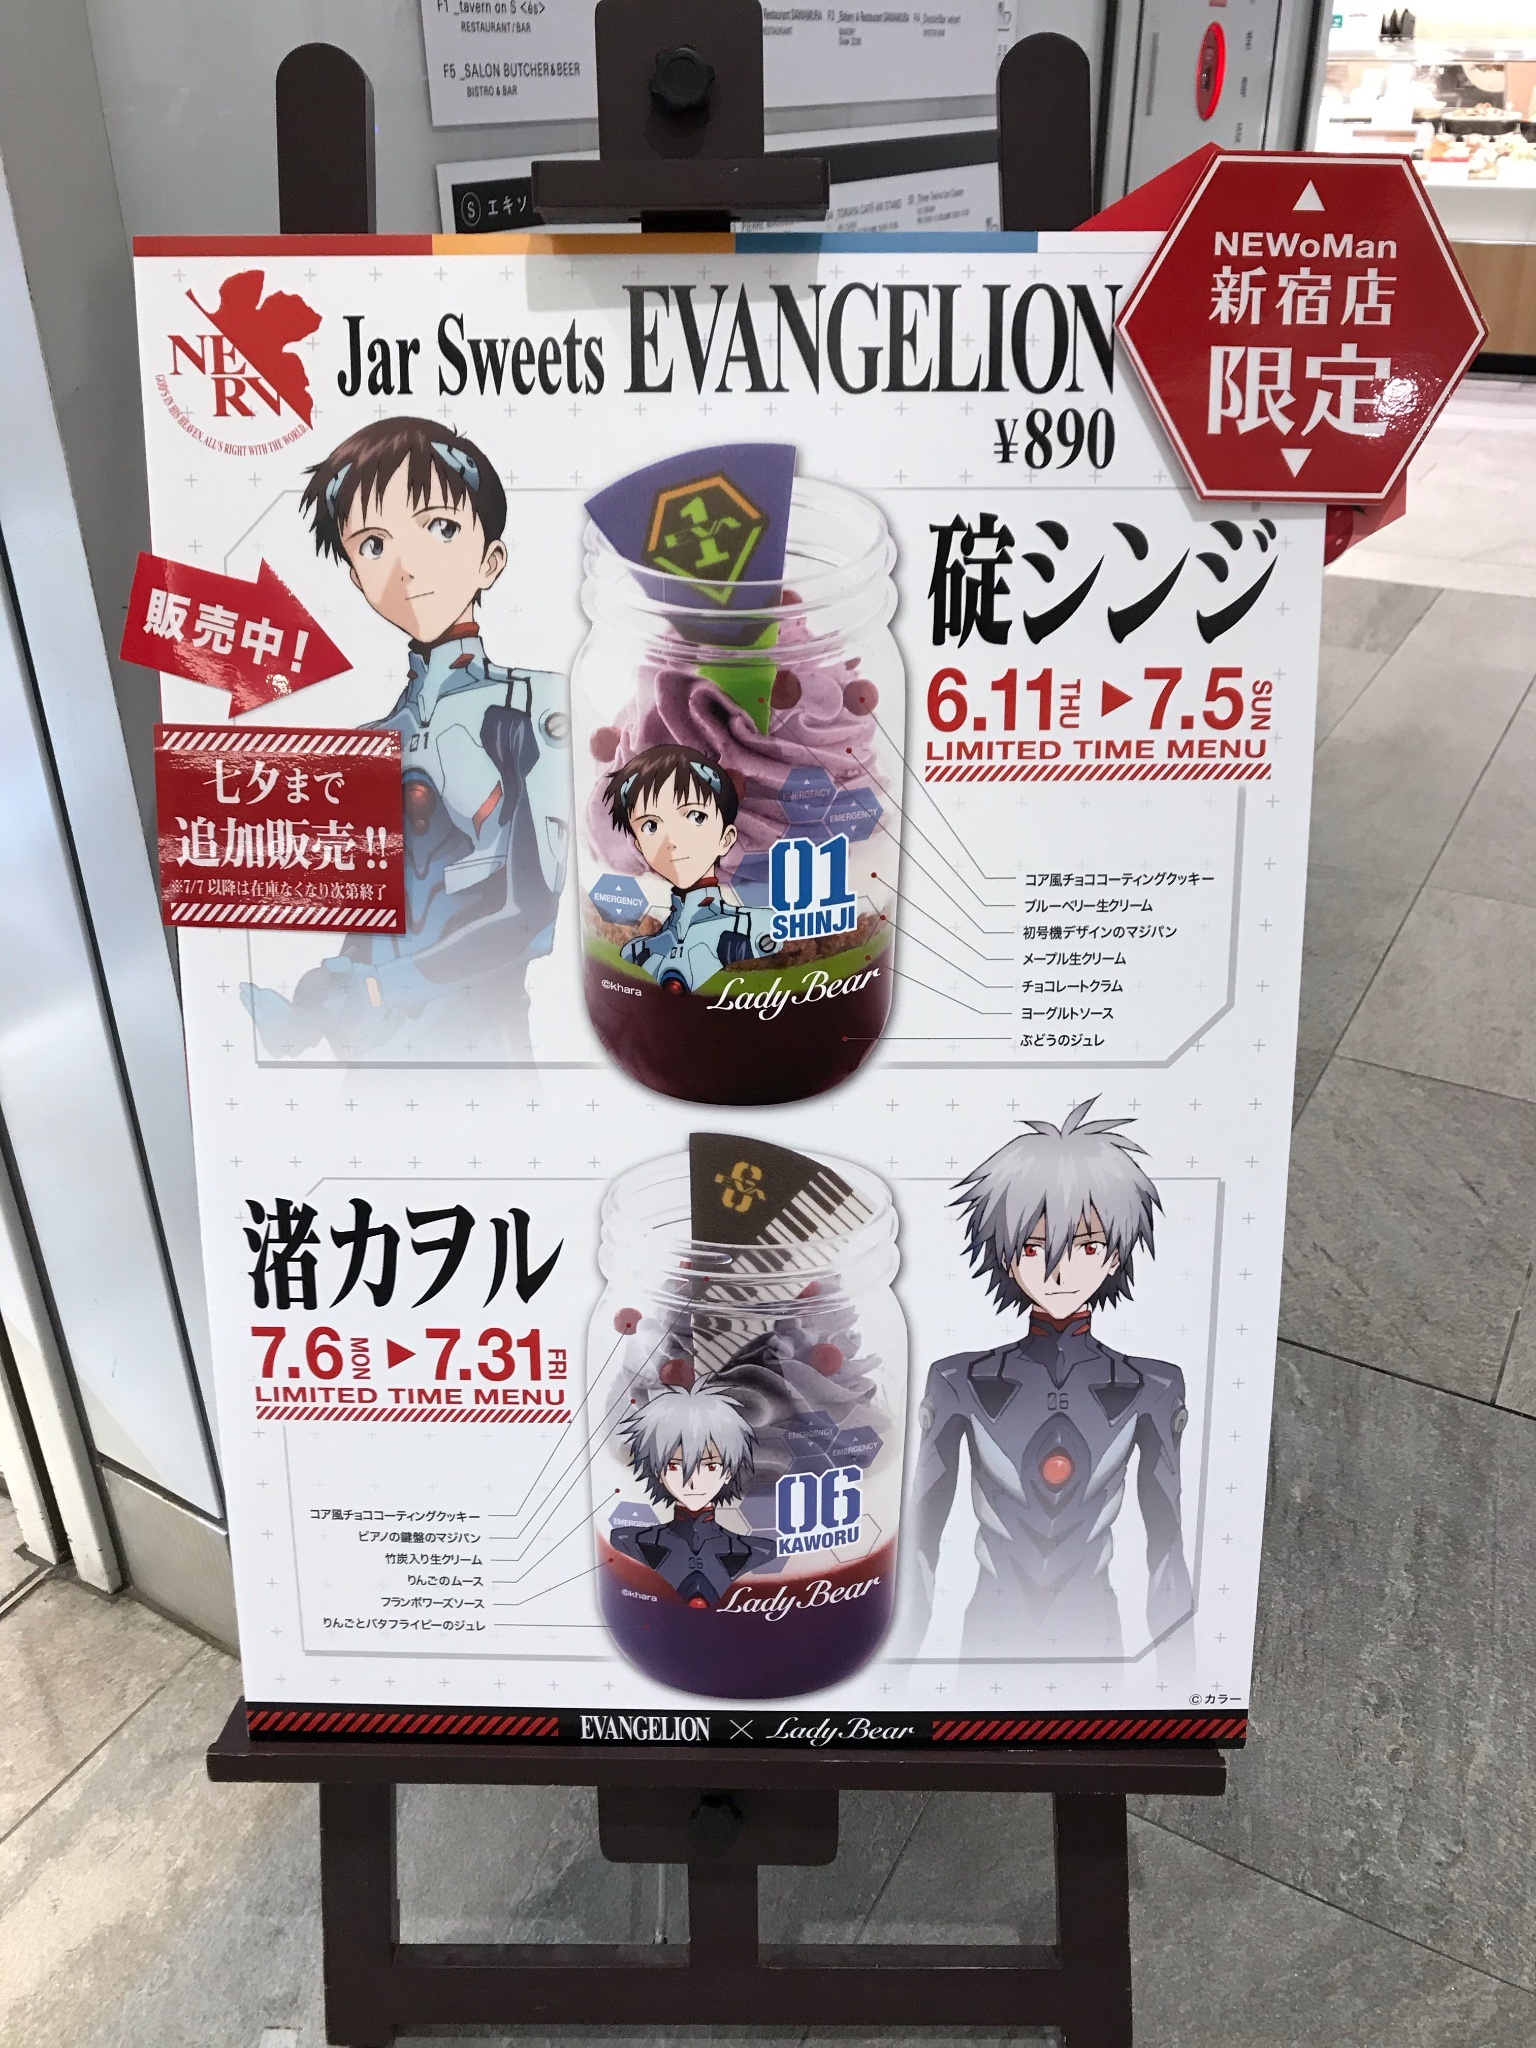 F1 _tavern on S <és>
RESTAURANT/BAR
F5 _SALON BUTCHER&BEER
BISTRO & BAR
Ⓢ エキソ
NERV
GOD'S IN HIS HEAVEN. ALL'S RIGHT WITH THE WORLD.
Jar Sweets EVANGELION
¥890
NEWoMan
新宿店
限定
碇シンジ
6.11 THU ▶ 7.5 SUN
LIMITED TIME MENU
販売中!
七夕まで
追加販売!!
※7/7 以降は在庫なくなり次第終了
EMERGENCY
EMERGENCY
EMERGENCY
01
01
SHINJI
01
©khara
Lady Bear
コア風チョココーティングクッキー
ブルーベリー生クリーム
初号機デザインのマジパン
メープル生クリーム
チョコレートクラム
ヨーグルトソース
ぶどうのジュレ
渚カヲル
7.6 MON ▶ 7.31 FRI
LIMITED TIME MENU
06
EMERGENCY
EMERGENCY
EMERGENCY
06
KAWORU
06
©khara
Lady Bear
コア風チョココーティングクッキー
ピアノの鍵盤のマジパン
竹炭入り生クリーム
りんごのムース
フランボワーズソース
りんごとバタフライピーのジュレ
©カラー
EVANGELION × Lady Bear